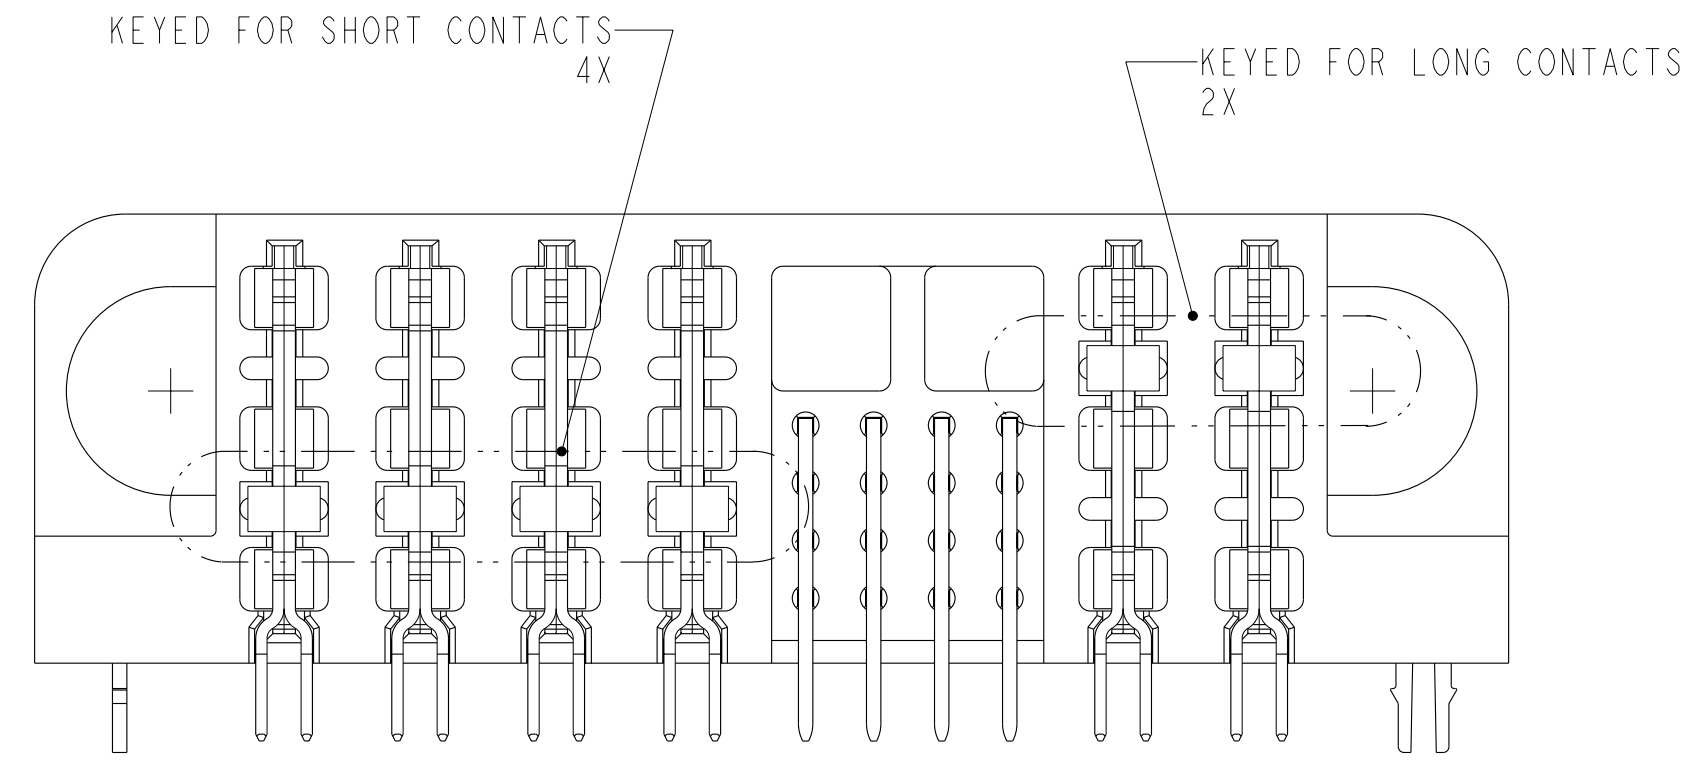 KEYED FOR SHORT CONTACTS
4X
KEYED FOR LONG CONTACTS
2X